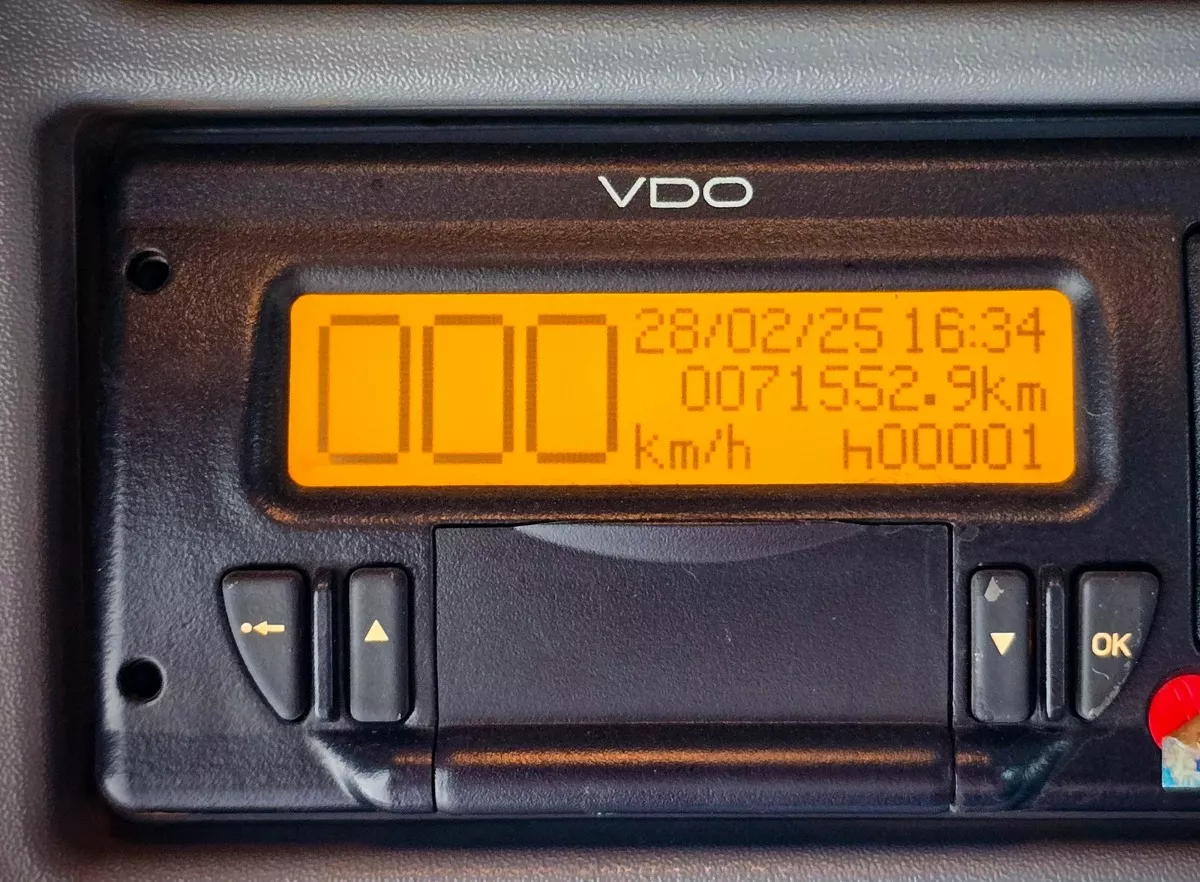 VDO
000 28/02/25 16:34
0071552.9km
km/h h00001
OK